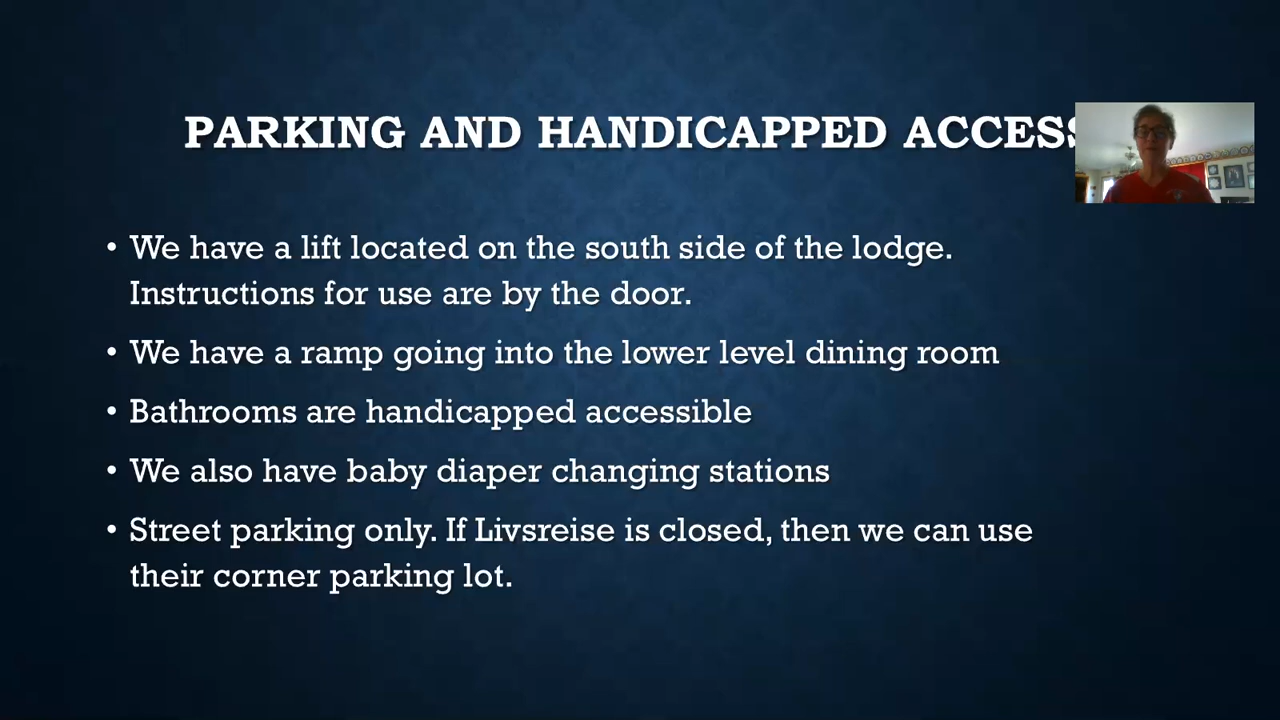 PARKING AND HANDICAPPED ACCESS
• We have a lift located on the south side of the lodge.
Instructions for use are by the door.
• We have a ramp going into the lower level dining room
• Bathrooms are handicapped accessible
• We also have baby diaper changing stations
• Street parking only. If Livsreise is closed, then we can use
their corner parking lot.